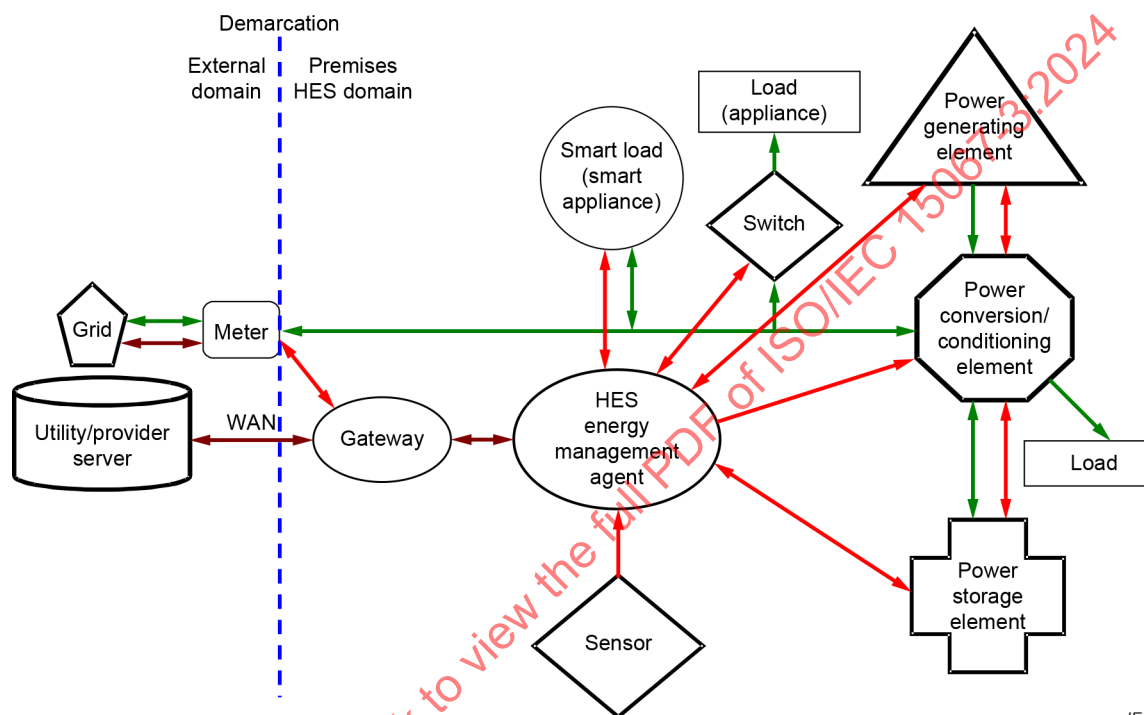 Demarcation
External
domain
Premises
HES domain
Load
(appliance)
Power
generating
element
Smart load
(smart
appliance)
Switch
Grid
Meter
Power
conversion/
conditioning
element
Utility/provider
server
WAN
Gateway
HES
energy
management
agent
Load
Sensor
Power
storage
element
k to view the full PDF of ISO/IEC 15067-3:2024